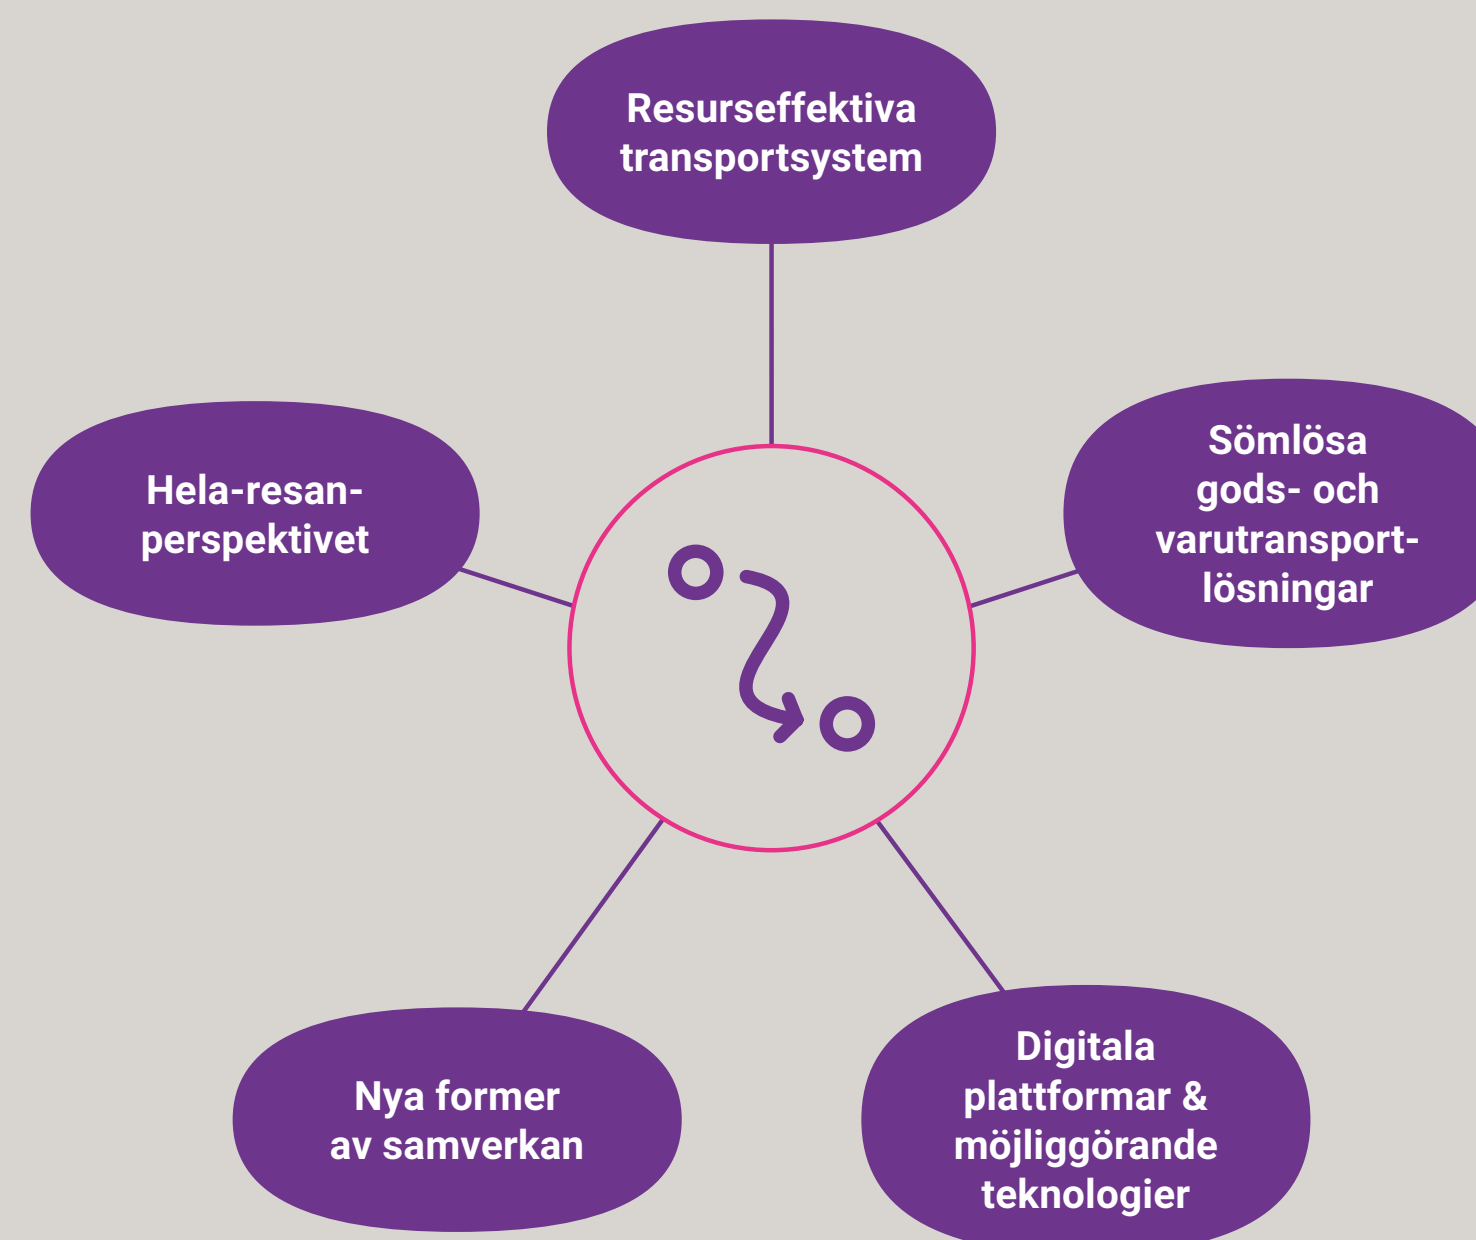 Resurseffektiva
transportsystem
Hela-resan-
perspektivet
Sömlösa
gods- och
varutransport-
lösningar
Nya former
av samverkan
Digitala
plattformar &
möjliggörande
teknologier